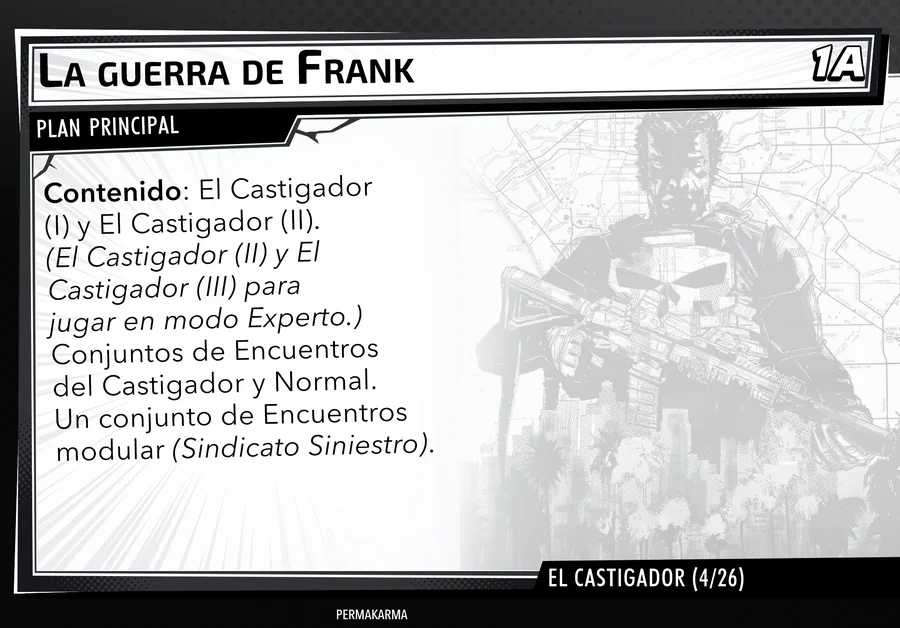 LA GUERRA DE FRANK
1A
PLAN PRINCIPAL
Contenido: El Castigador
(I) y El Castigador (II).
(El Castigador (II) y El
Castigador (III) para
jugar en modo Experto.)
Conjuntos de Encuentros
del Castigador y Normal.
Un conjunto de Encuentros
modular (Sindicato Siniestro).
EL CASTIGADOR (4/26)
PERMAKARMA